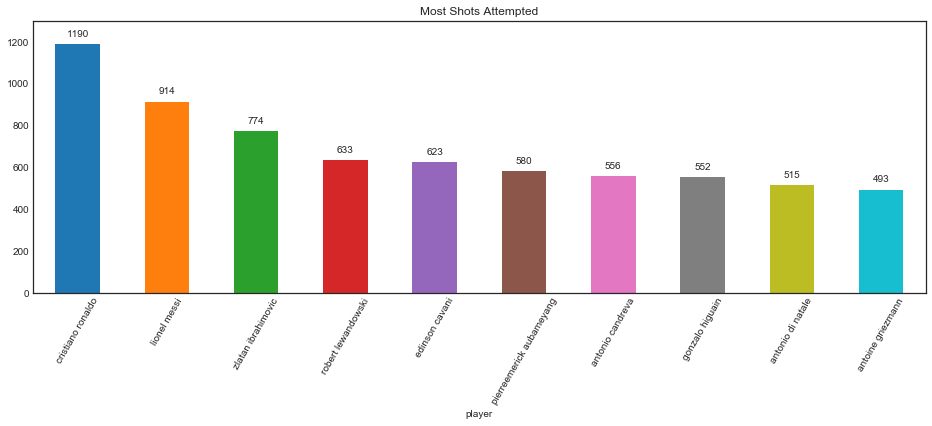 Most Shots Attempted
1200
1000
800
600
400
200
0
1190
914
774
633
623
580
556
552
515
493
cristiano ronaldo
lionel messi
zlatan ibrahimovic
robert lewandowski
edinson cavani
pierreemerick aubameyang
antonio candreva
gonzalo higuain
antonio di natale
antoine griezmann
player